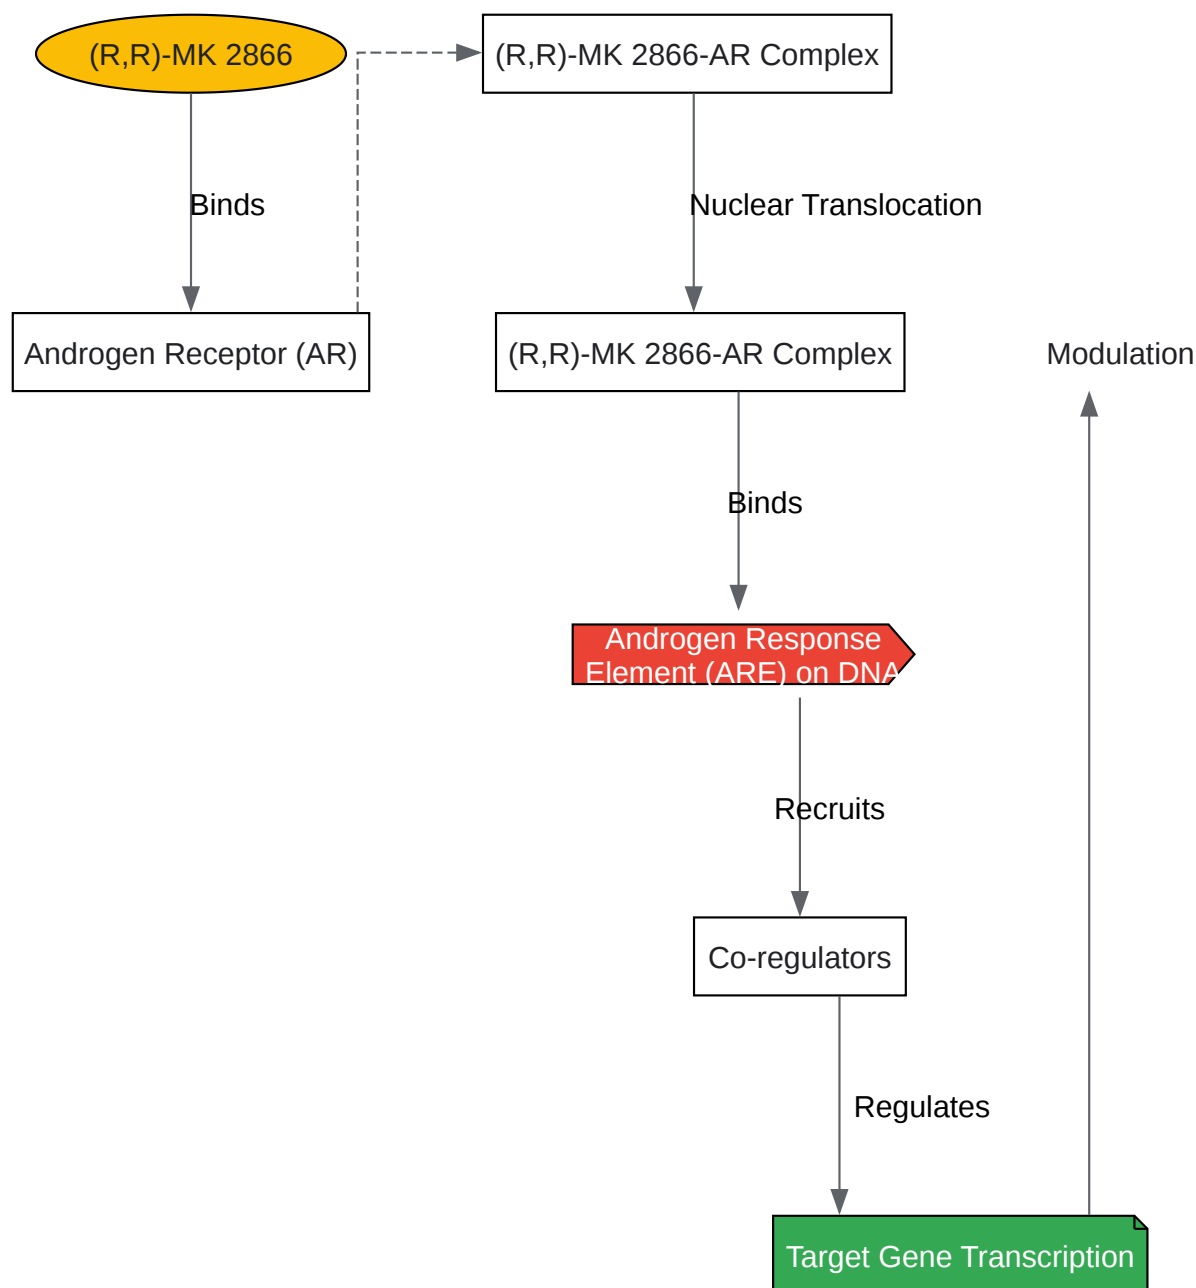 (R,R)-MK 2866
(R,R)-MK 2866-AR Complex
Binds
Nuclear Translocation
Androgen Receptor (AR)
(R,R)-MK 2866-AR Complex
Modulation
Binds
Androgen Response
Element (ARE) on DNA
Recruits
Co-regulators
Regulates
Target Gene Transcription